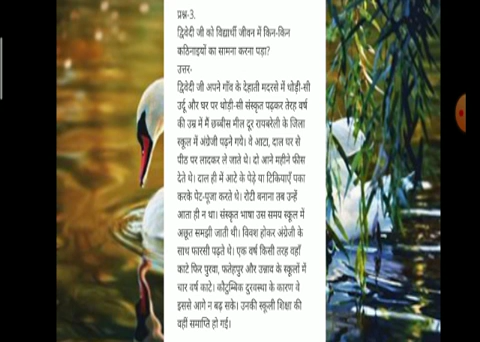 प्रश्न-3.
द्विवेदी जी को विद्यार्थी जीवन में किन-किन
कठिनाइयों का सामना करना पड़ा?
उत्तर-
द्विवेदी जी अपने गाँव के देहाती मदरसे में थोड़ी-सी
उर्दू और घर पर थोड़ी-सी संस्कृत पढ़कर तेरह वर्ष
की उम्र में मैं छब्बीस मील दूर रायबरेली के जिला
स्कूल में अंग्रेजी पढ़ने गये। वे आटा, दाल घर से
पीठ पर लादकर ले जाते थे। दो आने महीने फीस
देते थे। दाल ही में आटे के पेड़े या टिकियाएँ पका
करके पेट-पूजा करते थे। रोटी बनाना तब उन्हें
आता ही न था। संस्कृत भाषा उस समय स्कूल में
अछूत समझी जाती थी। विवश होकर अंग्रेजी के
साथ फारसी पढ़ते थे। एक वर्ष किसी तरह वहाँ
काटे फिर पुरवा, फतेहपुर और उन्नाव के स्कूलों में
चार वर्ष काटे। कौटुम्बिक दुरवस्था के कारण वे
इससे आगे न बढ़ सके। उनकी स्कूली शिक्षा की
वहीं समाप्ति हो गई।